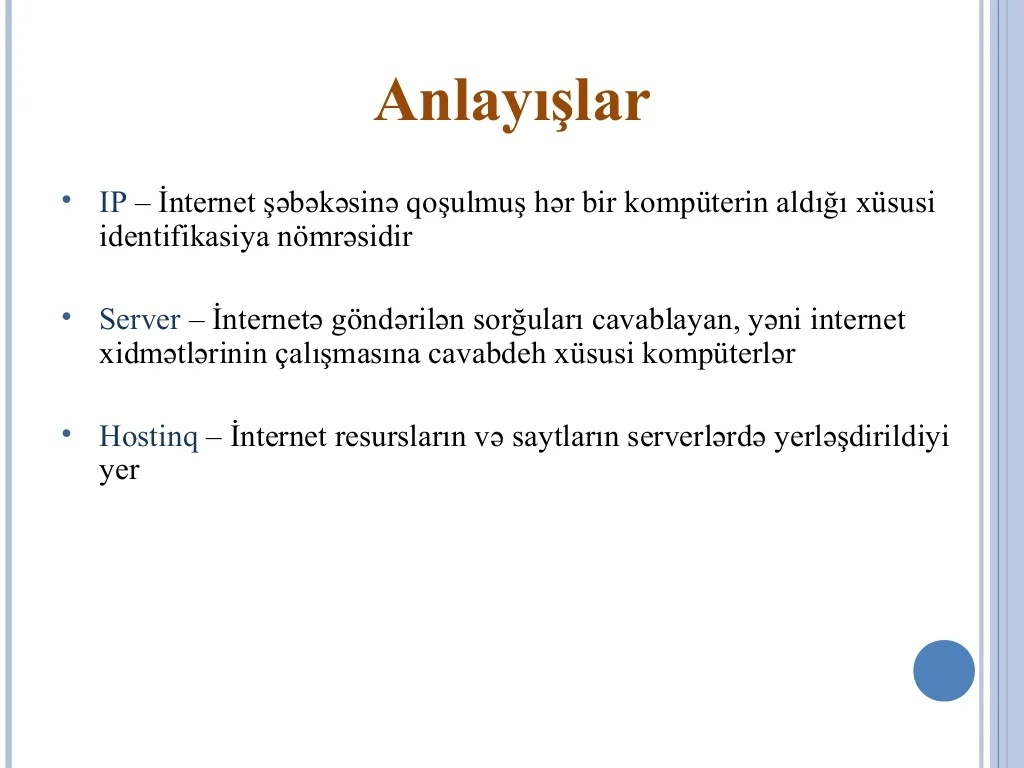 Anlayışlar
• IP – İnternet şəbəkəsinə qoşulmuş hər bir kompüterin aldığı xüsusi
identifikasiya nömrəsidir
• Server – İnternetə göndərilən sorğuları cavablayan, yəni internet
xidmətlərinin çalışmasına cavabdeh xüsusi kompüterlər
• Hostinq – İnternet resursların və saytların serverlərdə yerləşdirildiyi
yer